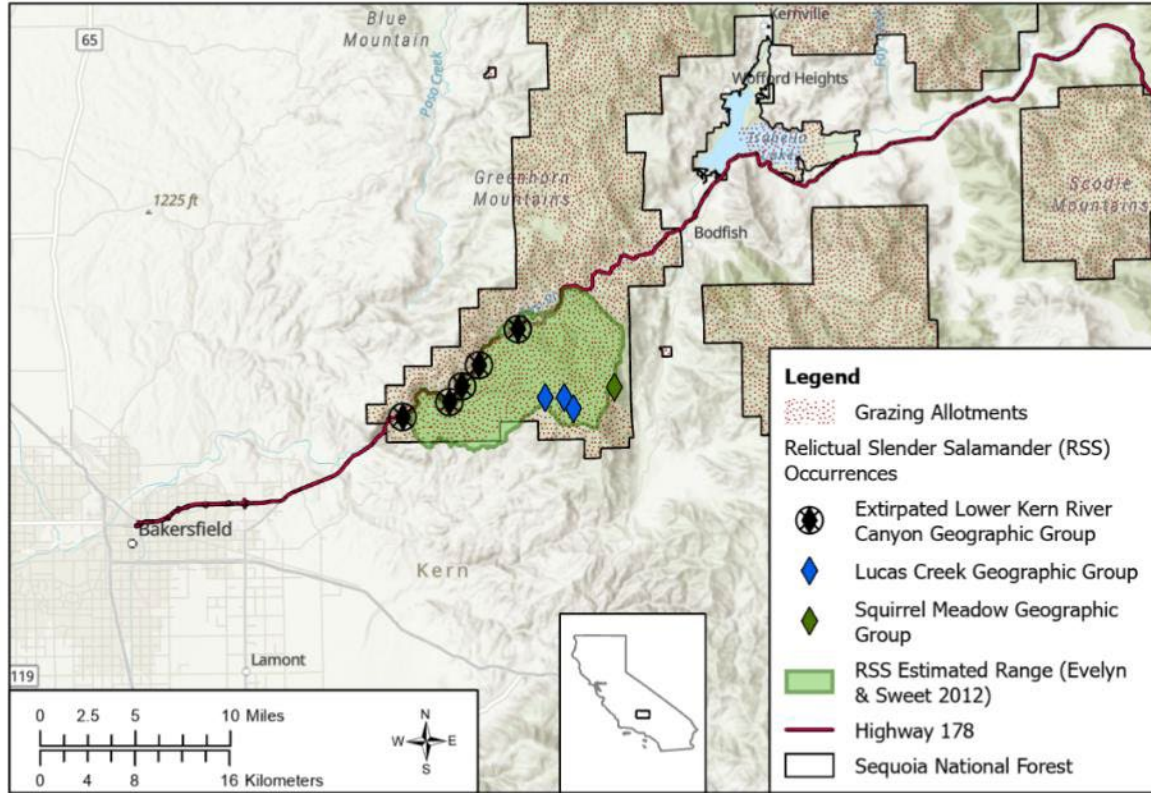 Kernville
Blue
Mountain
65
Poso Creek
Wofford Heights
Isabella
Lake
Greenhorn
Mountains
1225 ft
Scodie
Mountains
Bodfish
Bakersfield
Kern
Lamont
119
0 2.5 5 10 Miles
0 4 8 16 Kilometers
N
W E
S
Legend
Grazing Allotments
Relictual Slender Salamander (RSS)
Occurrences
Extirpated Lower Kern River
Canyon Geographic Group
Lucas Creek Geographic Group
Squirrel Meadow Geographic
Group
RSS Estimated Range (Evelyn
& Sweet 2012)
Highway 178
Sequoia National Forest